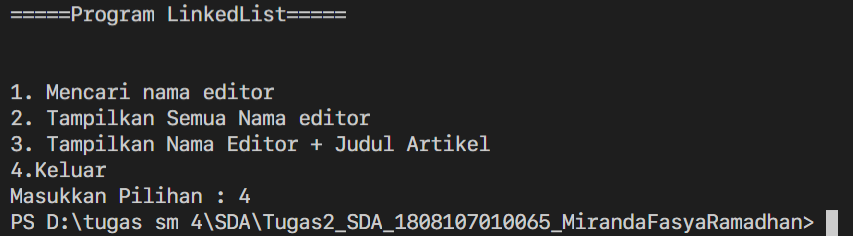 =====Program LinkedList=====
1. Mencari nama editor
2. Tampilkan Semua Nama editor
3. Tampilkan Nama Editor + Judul Artikel
4.Keluar
Masukkan Pilihan : 4
PS D:\tugas sm 4\SDA\Tugas2_SDA_1808107010065_MirandaFasyaRamadhan>